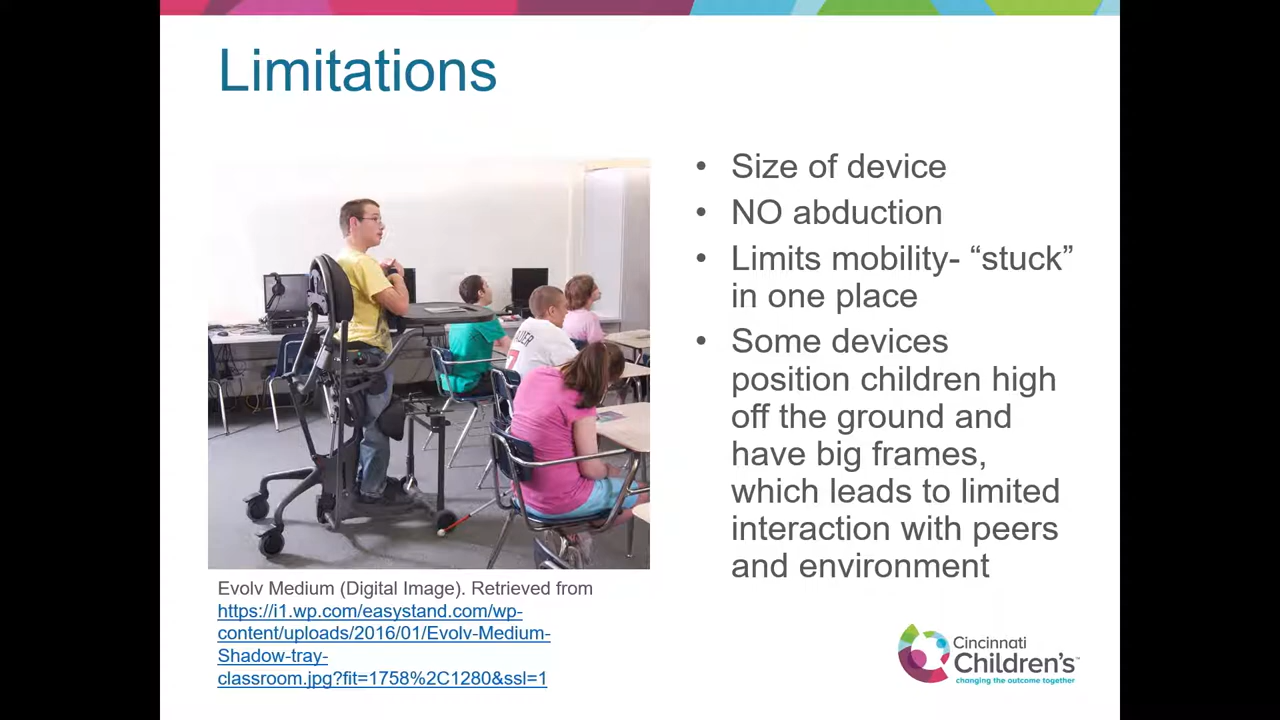 Limitations
• Size of device
• NO abduction
• Limits mobility- “stuck”
in one place
• Some devices
position children high
off the ground and
have big frames,
which leads to limited
interaction with peers
and environment
Evolv Medium (Digital Image). Retrieved from
https://i1.wp.com/easystand.com/wp-
content/uploads/2016/01/Evolv-Medium-
Shadow-tray-
classroom.jpg?fit=1758%2C1280&ssl=1
Cincinnati
Children's™
changing the outcome together